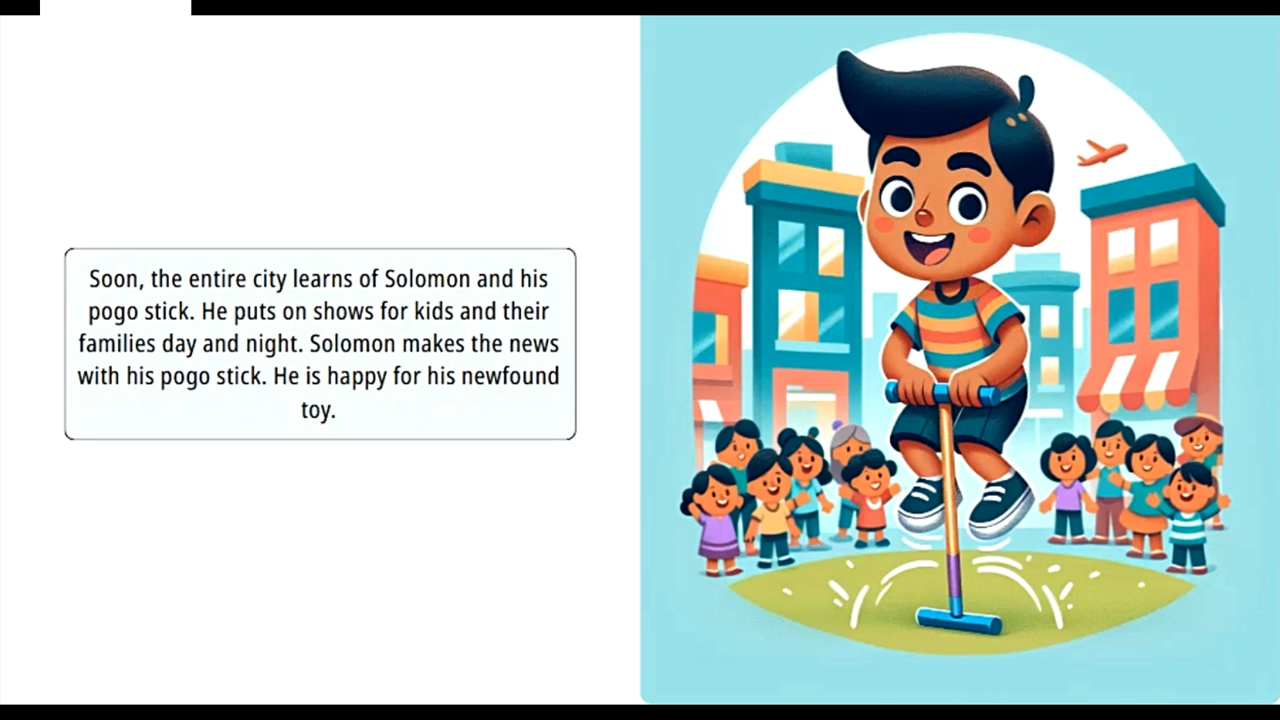 Soon, the entire city learns of Solomon and his
pogo stick. He puts on shows for kids and their
families day and night. Solomon makes the news
with his pogo stick. He is happy for his newfound
toy.